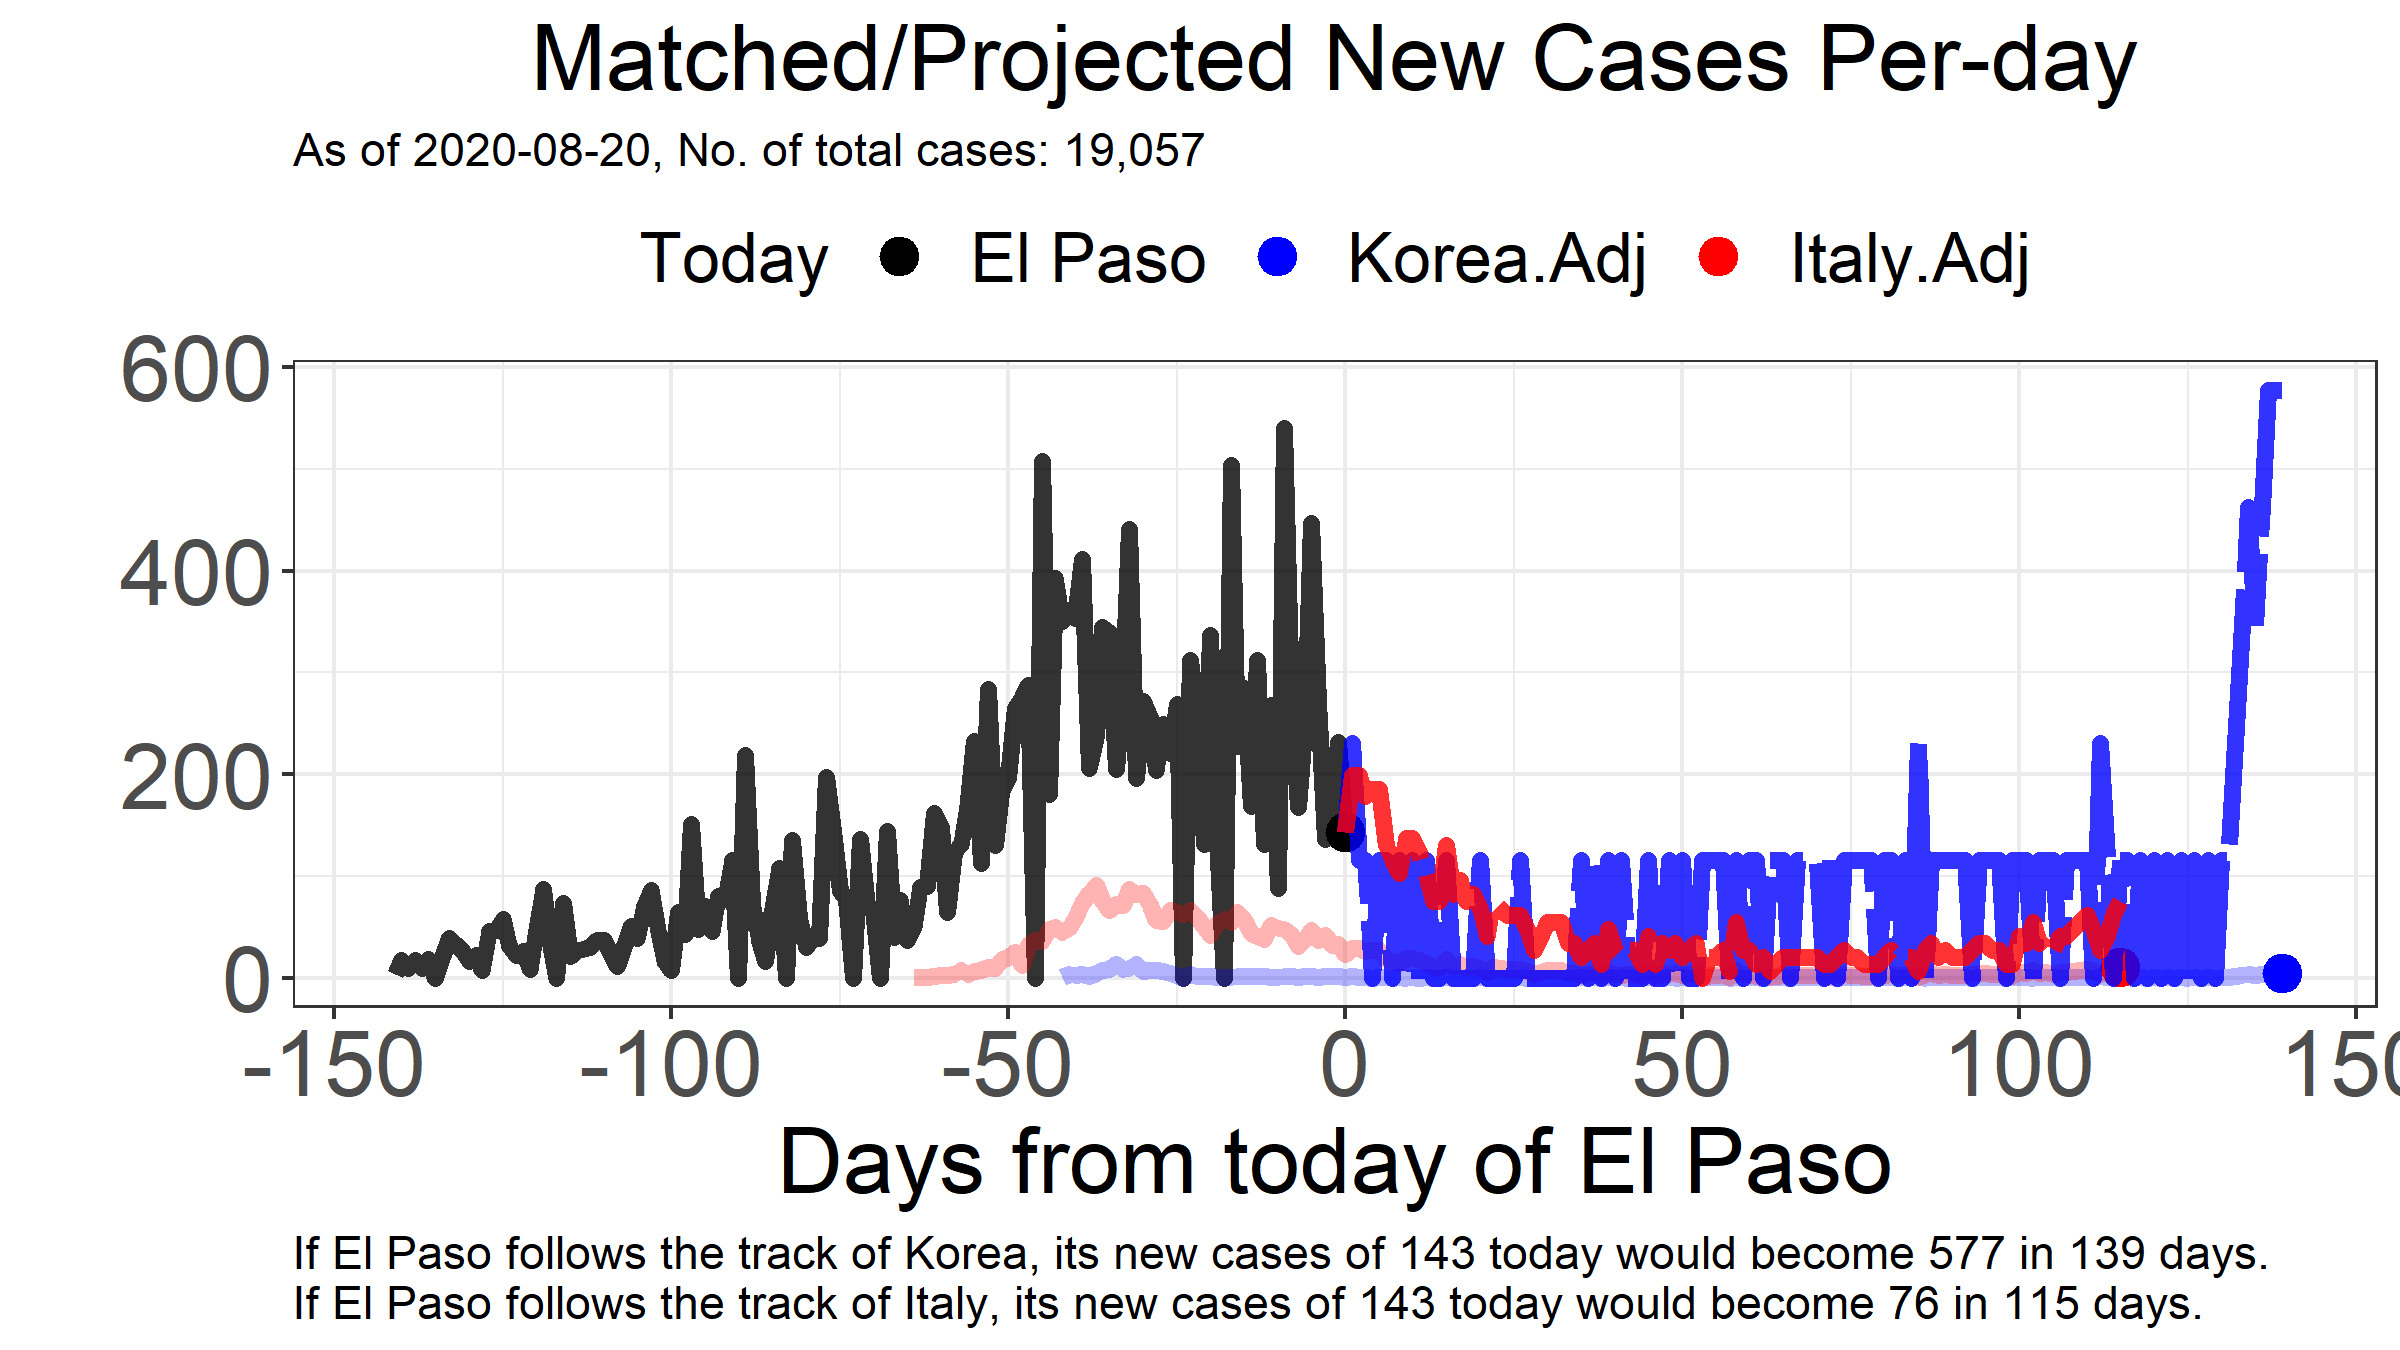 Matched/Projected New Cases Per-day
As of 2020-08-20, No. of total cases: 19,057
Today El Paso Korea.Adj Italy.Adj
600
400
200
0
-150 -100 -50 0 50 100 150
Days from today of El Paso
If El Paso follows the track of Korea, its new cases of 143 today would become 577 in 139 days.
If El Paso follows the track of Italy, its new cases of 143 today would become 76 in 115 days.